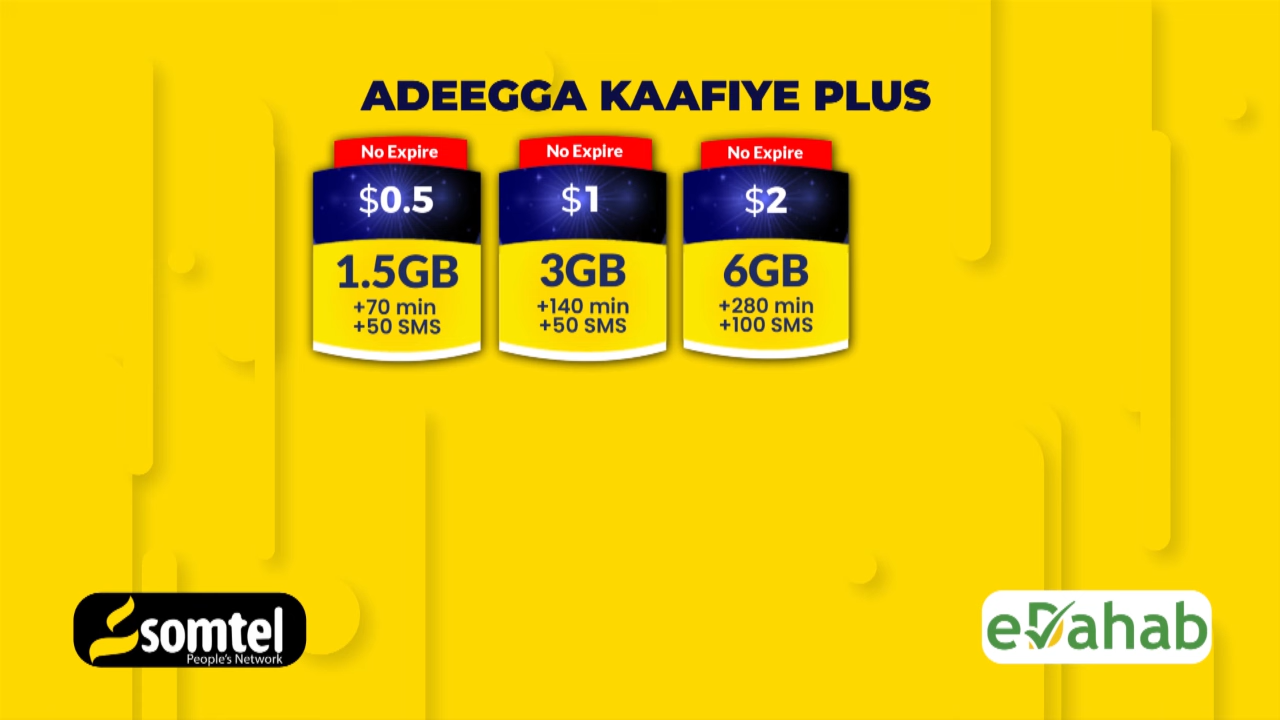 ADEEGGA KAAFIYE PLUS
No Expire
$0.5
1.5GB
+70 min
+50 SMS
No Expire
$1
3GB
+140 min
+50 SMS
No Expire
$2
6GB
+280 min
+100 SMS
somtel
People's Network
eDahab